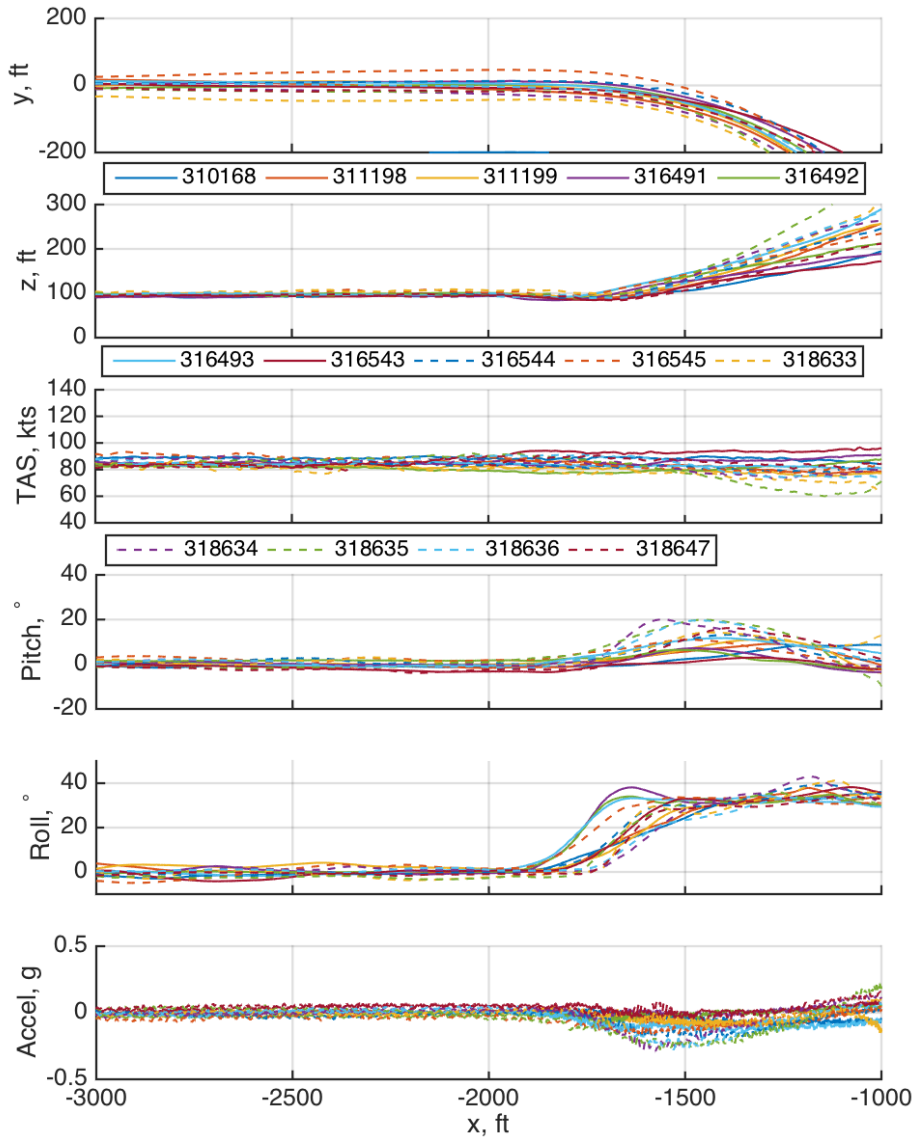 200
y, ft
0
-200
310168 311198 311199 316491 316492
300
z, ft
200
100
0
316493 316543 316544 316545 318633
140
TAS, kts
120
100
80
60
40
318634 318635 318636 318647
40
Pitch, °
20
0
-20
Roll, °
40
20
0
0.5
Accel, g
0
-0.5
-3000 -2500 -2000 -1500 -1000
x, ft